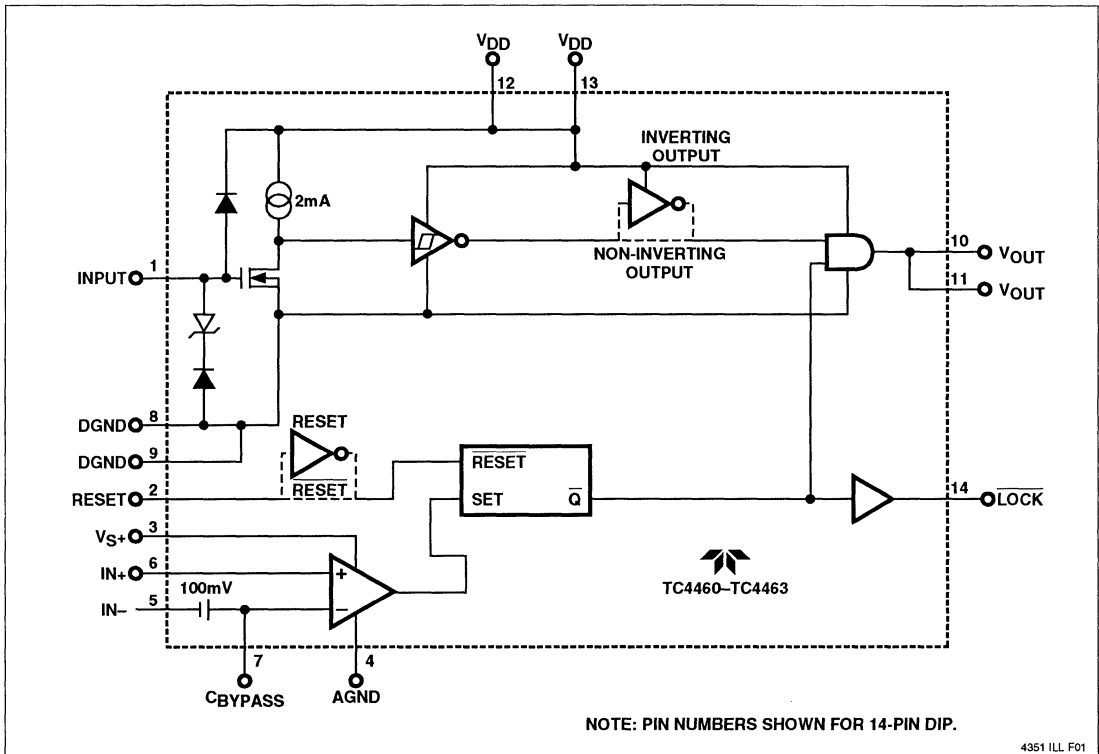 VDD
VDD
12
13
INVERTING
OUTPUT
2mA
NON-INVERTING
OUTPUT
INPUT
1
10
VOUT
11
VOUT
DGND
8
DGND
9
RESET
RESET
RESET
2
RESET
SET
Q
14
LOCK
VS+
3
IN+
6
IN–
5
100mV
+
–
7
4
CBYPASS
AGND
TC4460–TC4463
NOTE: PIN NUMBERS SHOWN FOR 14-PIN DIP.
4351 ILL F01